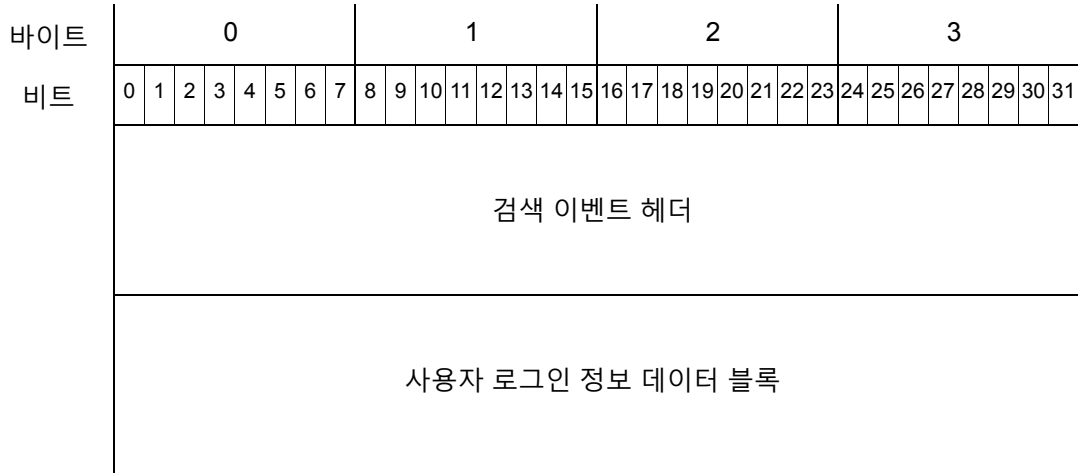 바이트 0 1 2 3
비트 0 1 2 3 4 5 6 7 8 9 10 11 12 13 14 15 16 17 18 19 20 21 22 23 24 25 26 27 28 29 30 31
검색 이벤트 헤더
사용자 로그인 정보 데이터 블록